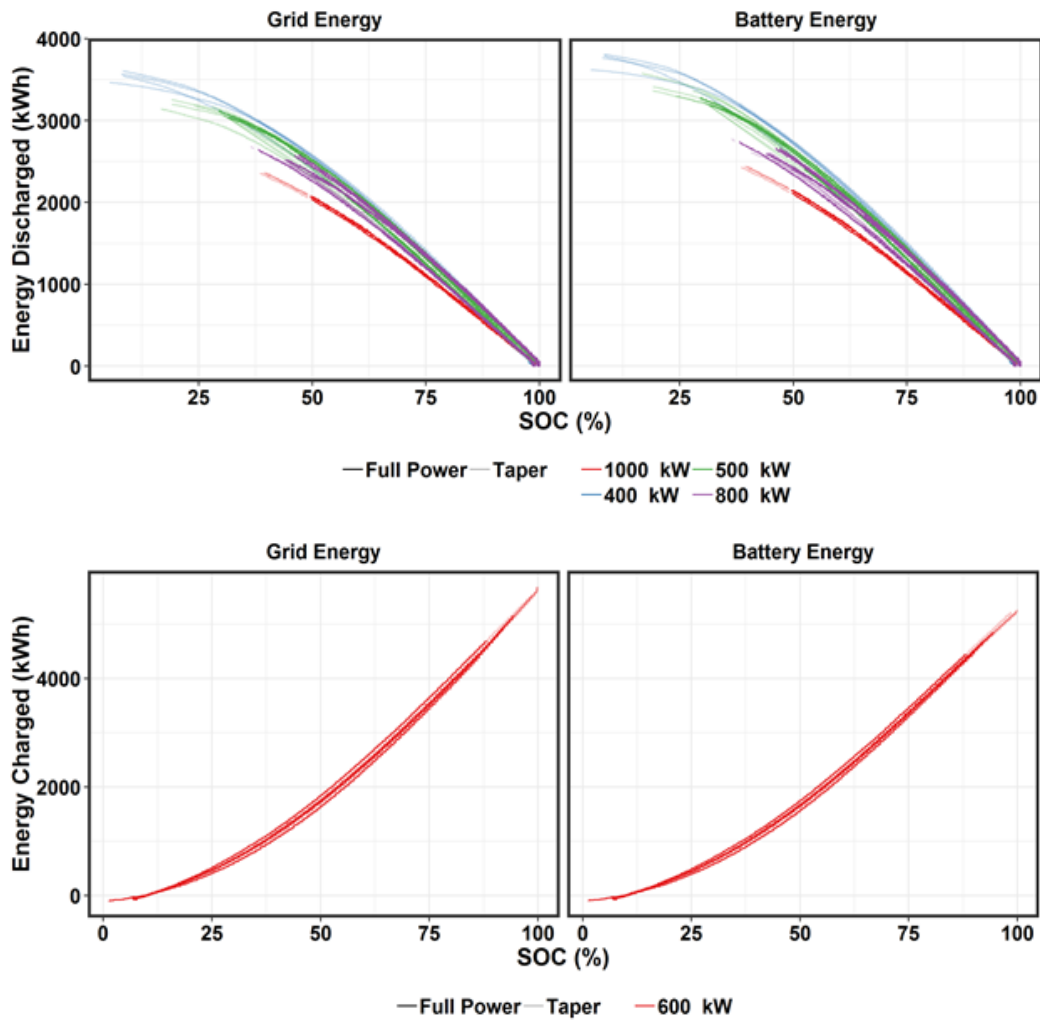 Grid Energy Battery Energy
4000
3000
2000
1000
0
Energy Discharged (kWh)
25 50 75 100 25 50 75 100
SOC (%)
Full Power Taper 1000 kW 500 kW
400 kW 800 kW
Grid Energy Battery Energy
4000
2000
0
Energy Charged (kWh)
0 25 50 75 100 0 25 50 75 100
SOC (%)
Full Power Taper 600 kW